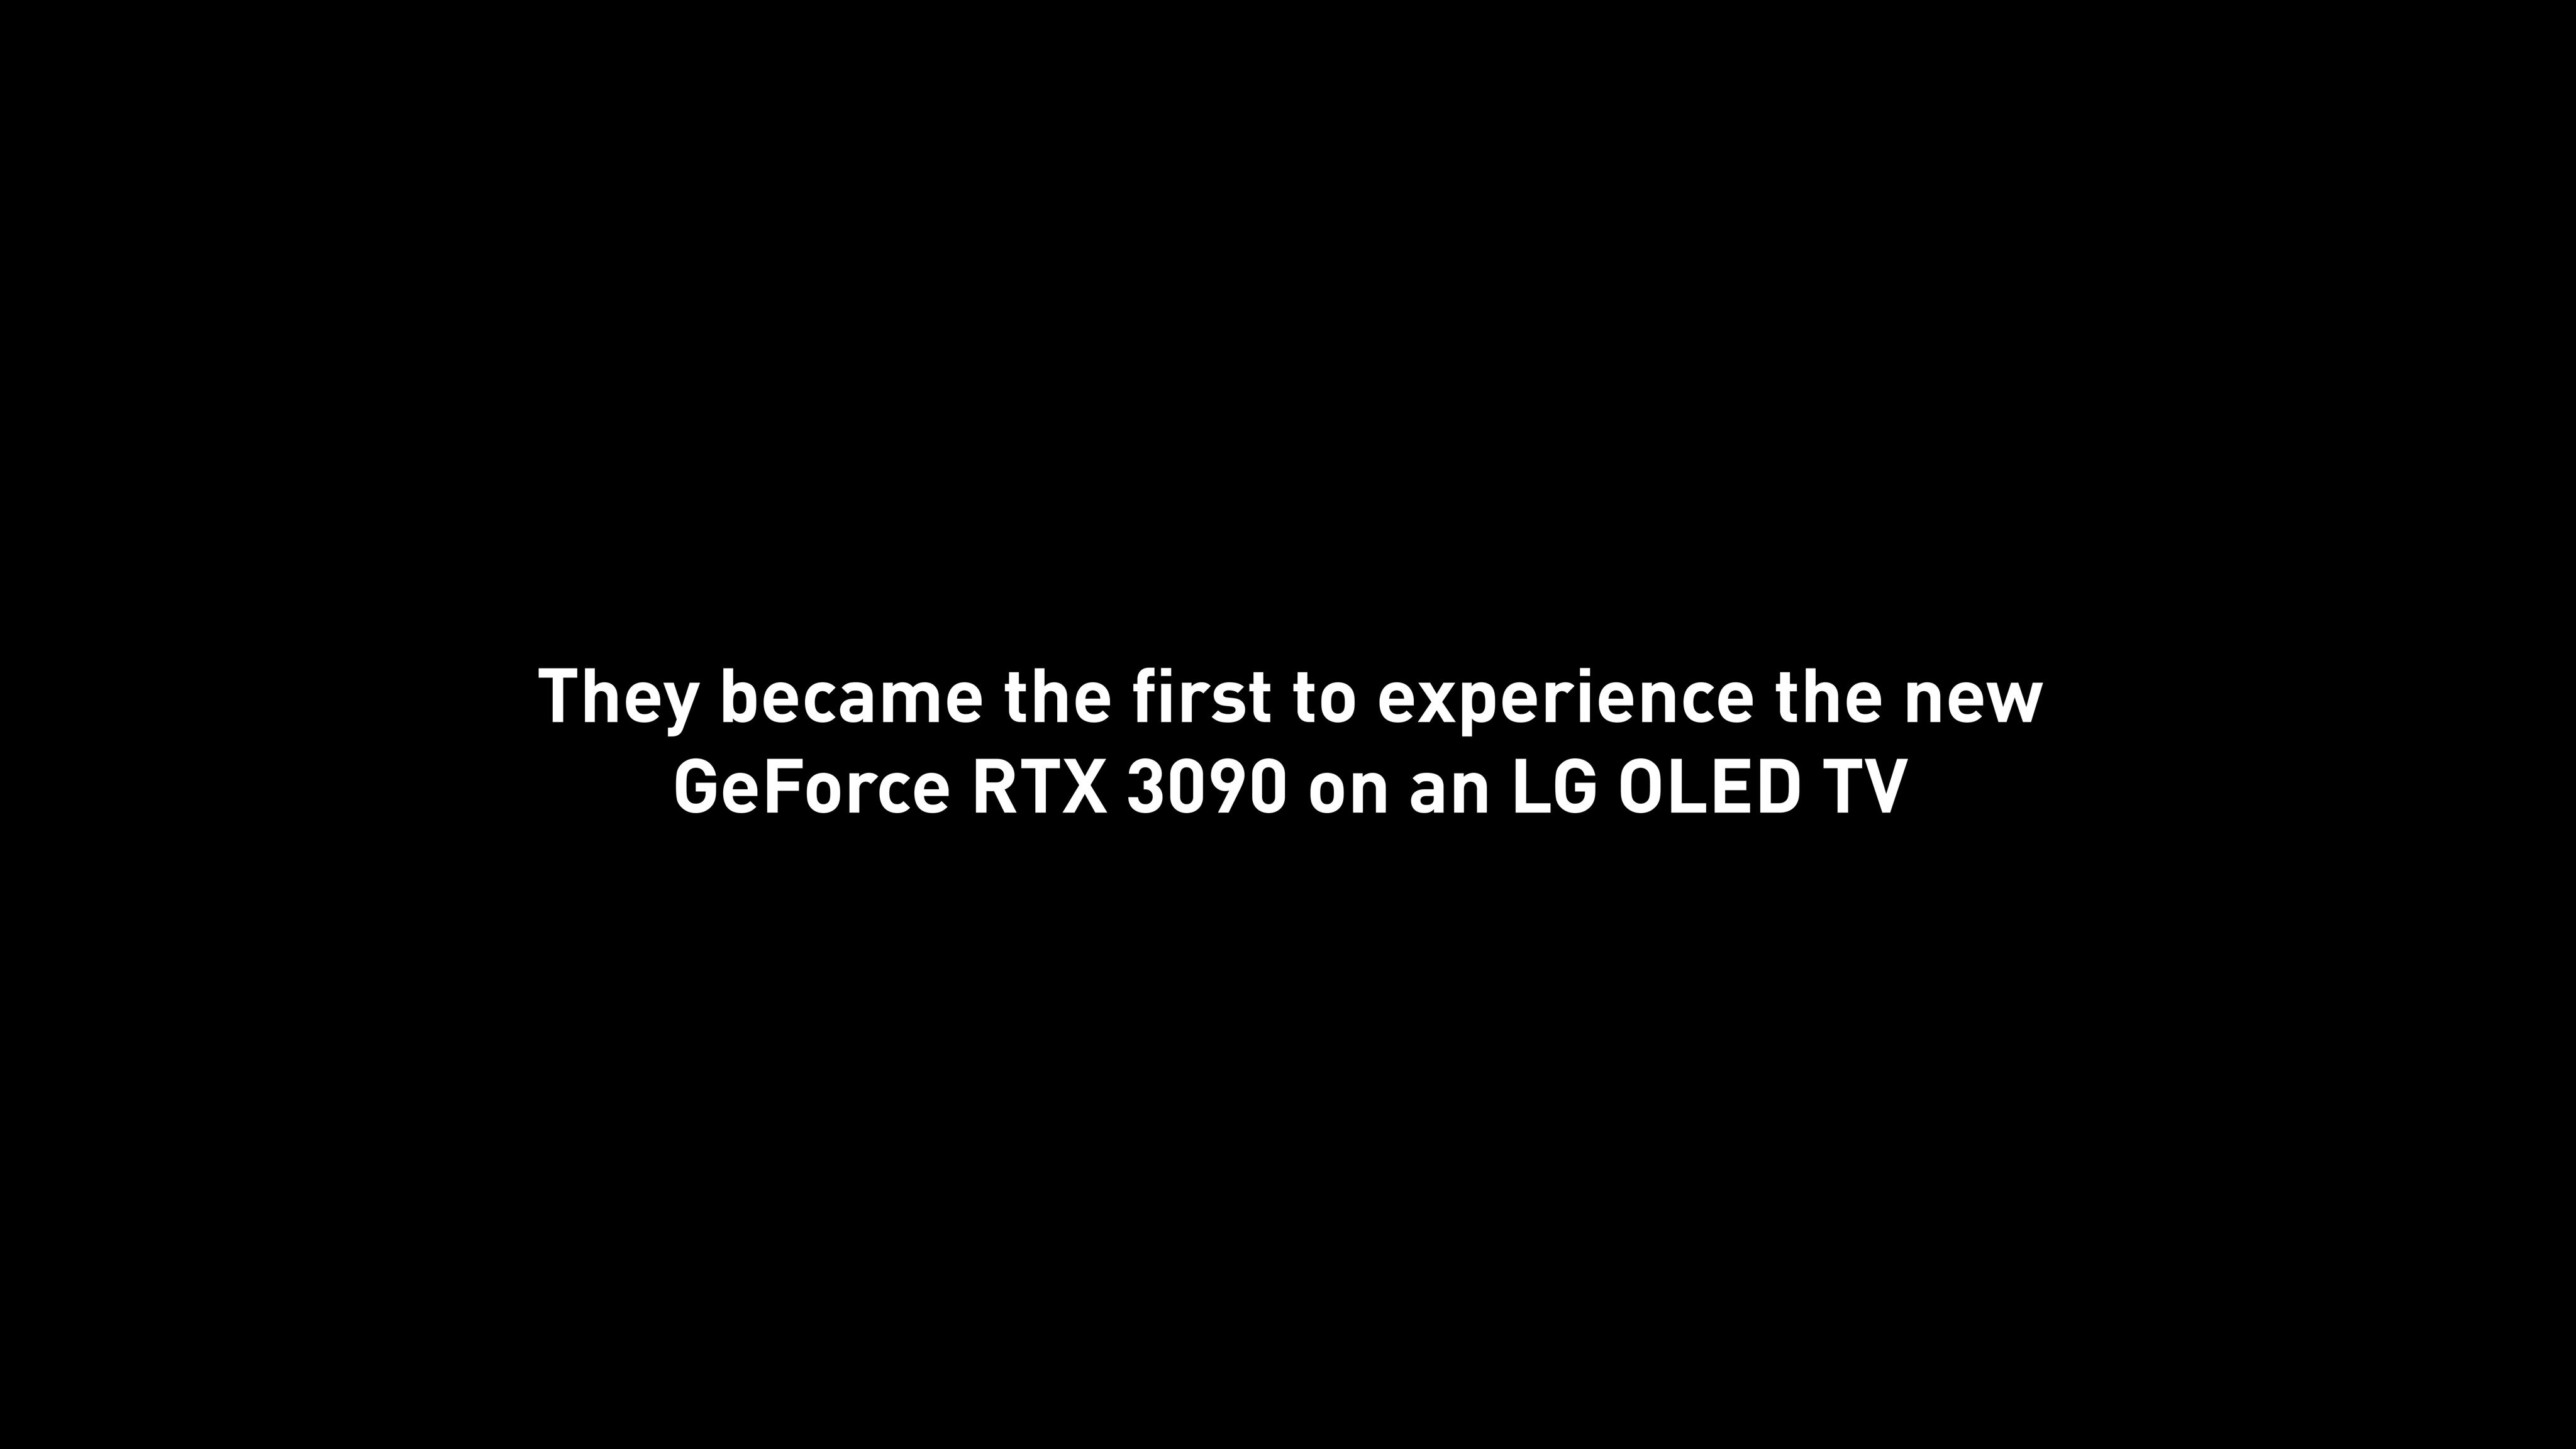 They became the first to experience the new
GeForce RTX 3090 on an LG OLED TV